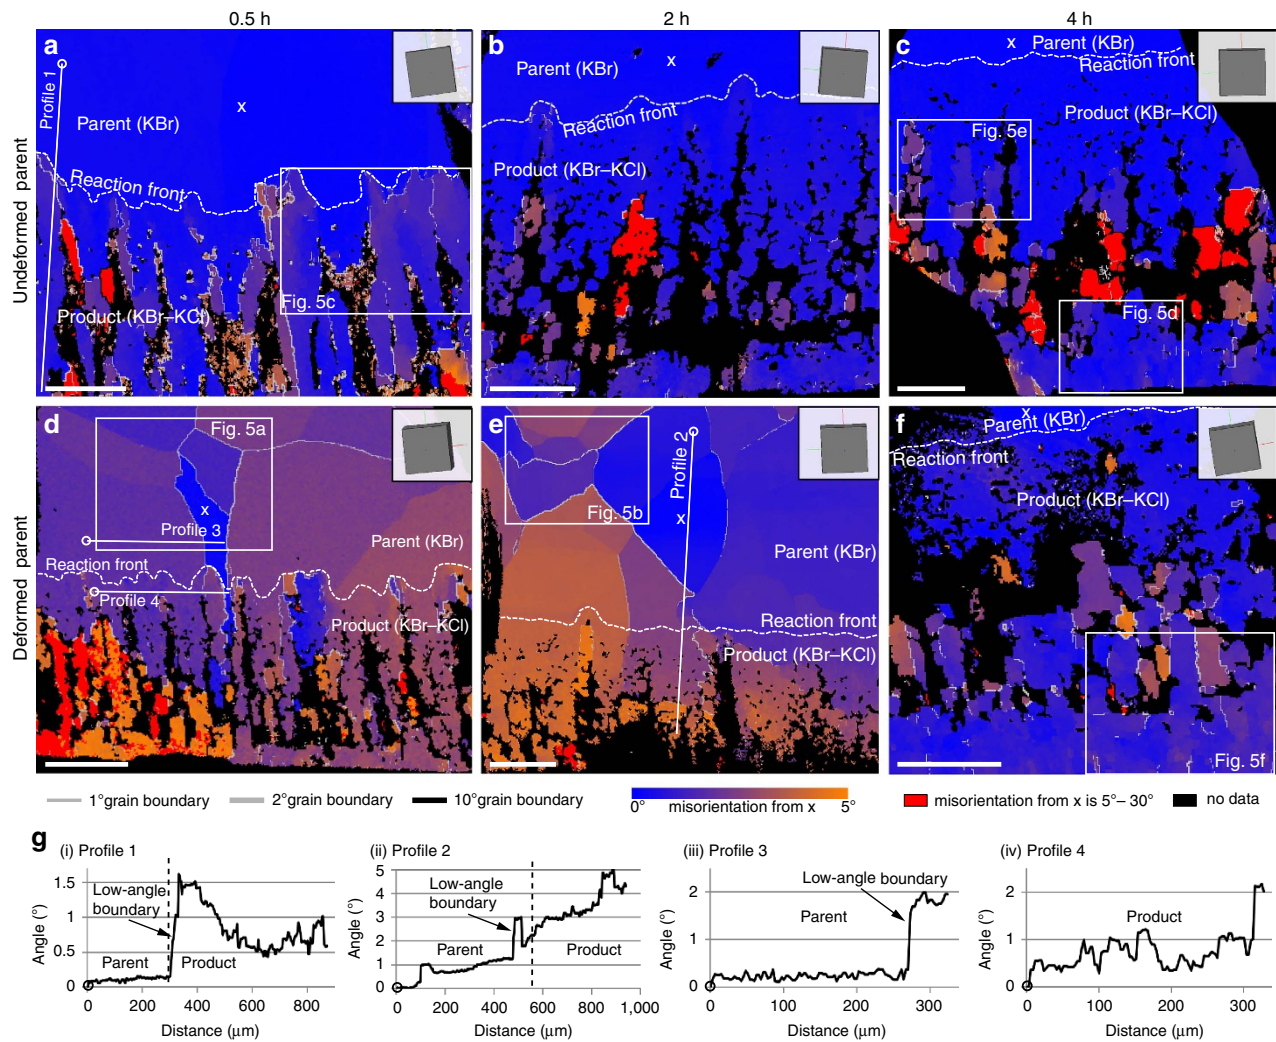 0.5 h
2 h
4 h
Undeformed parent
Deformed parent
a
Profile 1
x
Parent (KBr)
Reaction front
Fig. 5c
Product (KBr–KCl)
b
x
Parent (KBr)
Reaction front
Product (KBr–KCl)
c
x Parent (KBr)
Reaction front
Product (KBr–KCl)
Fig. 5e
Fig. 5d
d
Fig. 5a
x
Profile 3
Parent (KBr)
Reaction front
Profile 4
Product (KBr–KCl)
e
Profile 2
Fig. 5b
x
Parent (KBr)
Reaction front
Product (KBr–KCl)
f
x
Parent (KBr)
Reaction front
Product (KBr–KCl)
Fig. 5f
1°grain boundary
2°grain boundary
10°grain boundary
0° misorientation from x 5°
misorientation from x is 5°– 30°
no data
g
(i) Profile 1
Angle (°)
1.5
1
0.5
0
Low-angle
boundary
Parent
Product
0 200 400 600 800
Distance (μm)
(ii) Profile 2
Angle (°)
5
4
3
2
1
0
Low-angle
boundary
Parent
Product
0 200 400 600 800 1,000
Distance (μm)
(iii) Profile 3
Angle (°)
2
1
0
Low-angle boundary
Parent
0 100 200 300
Distance (μm)
(iv) Profile 4
Angle (°)
2
1
0
Product
0 100 200 300
Distance (μm)